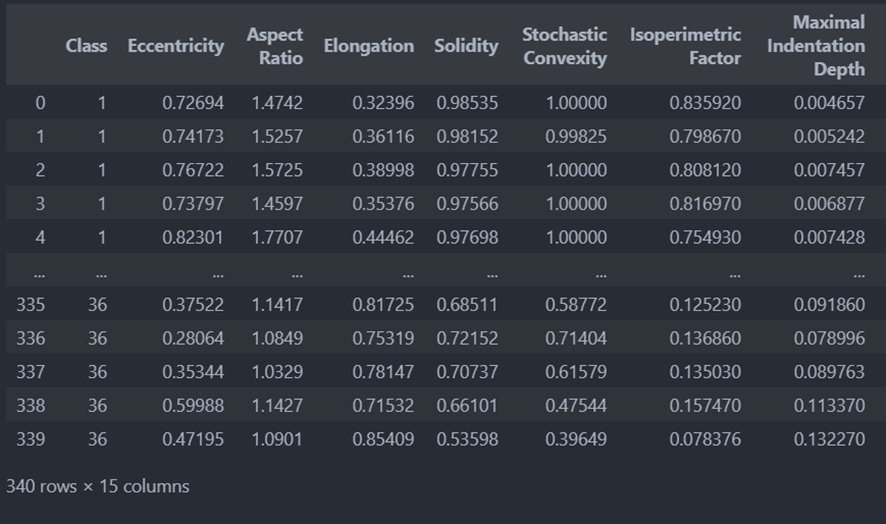 Class Eccentricity Aspect Ratio Elongation Solidity Stochastic Convexity Isoperimetric Factor Maximal Indentation Depth
0 1 0.72694 1.4742 0.32396 0.98535 1.00000 0.835920 0.004657
1 1 0.74173 1.5257 0.36116 0.98152 0.99825 0.798670 0.005242
2 1 0.76722 1.5725 0.38998 0.97755 1.00000 0.808120 0.007457
3 1 0.73797 1.4597 0.35376 0.97566 1.00000 0.816970 0.006877
4 1 0.82301 1.7707 0.44462 0.97698 1.00000 0.754930 0.007428
... ... ... ... ... ... ... ... ...
335 36 0.37522 1.1417 0.81725 0.68511 0.58772 0.125230 0.091860
336 36 0.28064 1.0849 0.75319 0.72152 0.71404 0.136860 0.078996
337 36 0.35344 1.0329 0.78147 0.70737 0.61579 0.135030 0.089763
338 36 0.59988 1.1427 0.71532 0.66101 0.47544 0.157470 0.113370
339 36 0.47195 1.0901 0.85409 0.53598 0.39649 0.078376 0.132270
340 rows × 15 columns